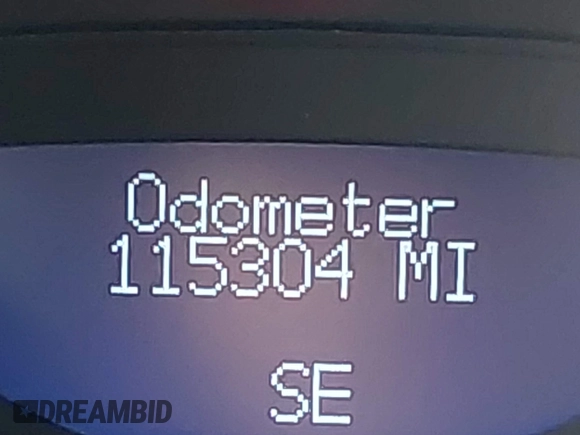 Odometer
115304 MI
SE
DREAMBID